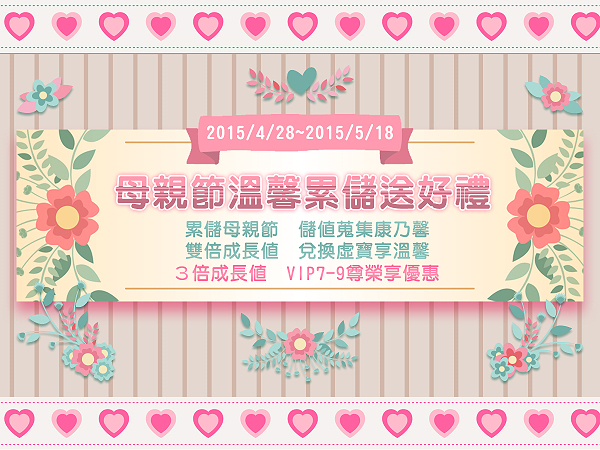 2015/4/28~2015/5/18
母親節溫馨累儲送好禮
累儲母親節　儲值蒐集康乃馨
雙倍成長值　兌換虛寶享溫馨
３倍成長值　VIP7-9尊榮享優惠